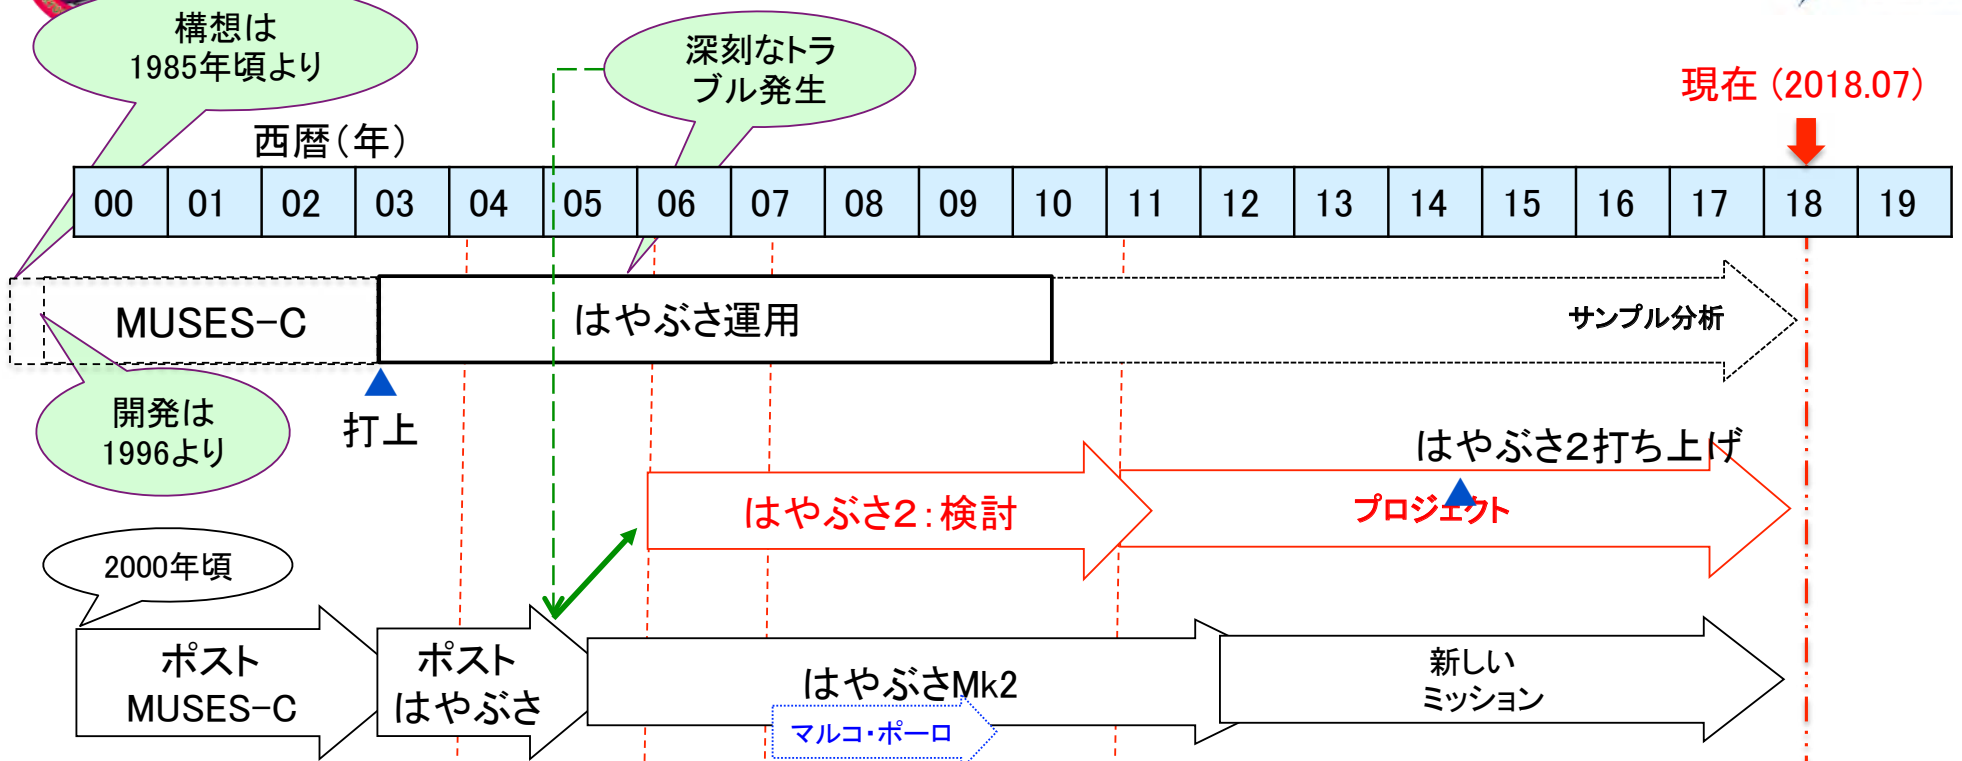 構想は
1985年頃より
深刻なトラ
ブル発生
現在 (2018.07)
西暦(年)
00 01 02 03 04 05 06 07 08 09 10 11 12 13 14 15 16 17 18 19
MUSES-C
はやぶさ運用
サンプル分析
開発は
1996より
打上
はやぶさ2打ち上げ
はやぶさ2:検討
プロジェクト
2000年頃
ポスト
MUSES-C
ポスト
はやぶさ
はやぶさMk2
マルコ・ポーロ
新しい
ミッション